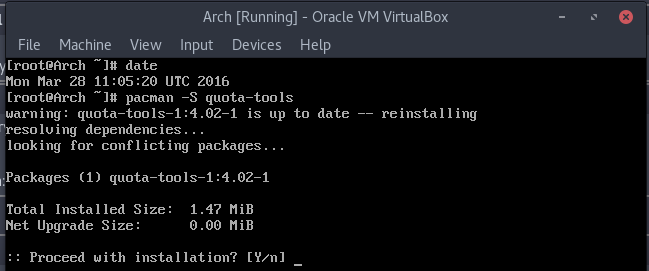 Arch [Running] - Oracle VM VirtualBox
File Machine View Input Devices Help
[root@Arch ~]# date
Mon Mar 28 11:05:20 UTC 2016
[root@Arch ~]# pacman -S quota-tools
warning: quota-tools-1:4.02-1 is up to date -- reinstalling
resolving dependencies...
looking for conflicting packages...
Packages (1) quota-tools-1:4.02-1
Total Installed Size:  1.47 MiB
Net Upgrade Size:      0.00 MiB
:: Proceed with installation? [Y/n] _